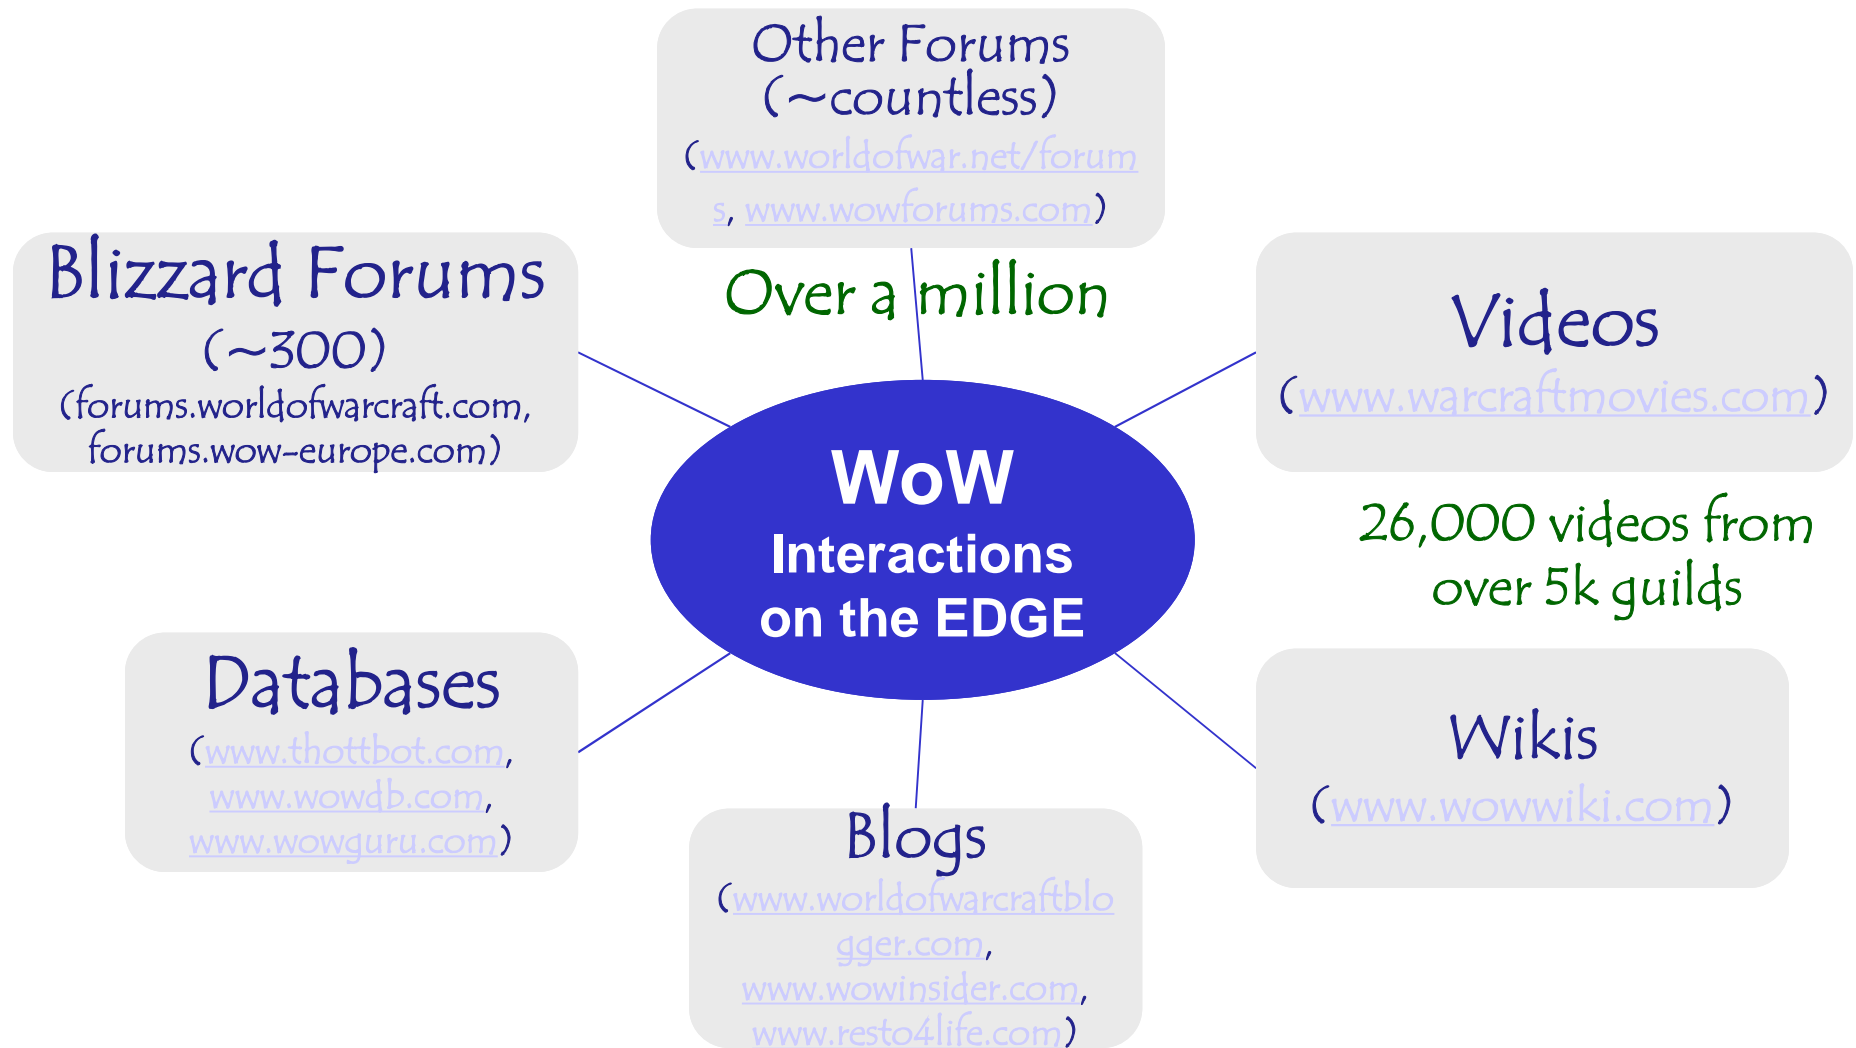 Other Forums
(~countless)
(www.worldofwar.net/forum
s, www.wowforums.com)
Over a million
Blizzard Forums
(~300)
(forums.worldofwarcraft.com,
forums.wow-europe.com)
Videos
(www.warcraftmovies.com)
26,000 videos from
over 5k guilds
WoW
Interactions
on the EDGE
Databases
(www.thottbot.com,
www.wowdb.com,
www.wowguru.com)
Wikis
(www.wowwiki.com)
Blogs
(www.worldofwarcraftblo
gger.com,
www.wowinsider.com,
www.resto4life.com)